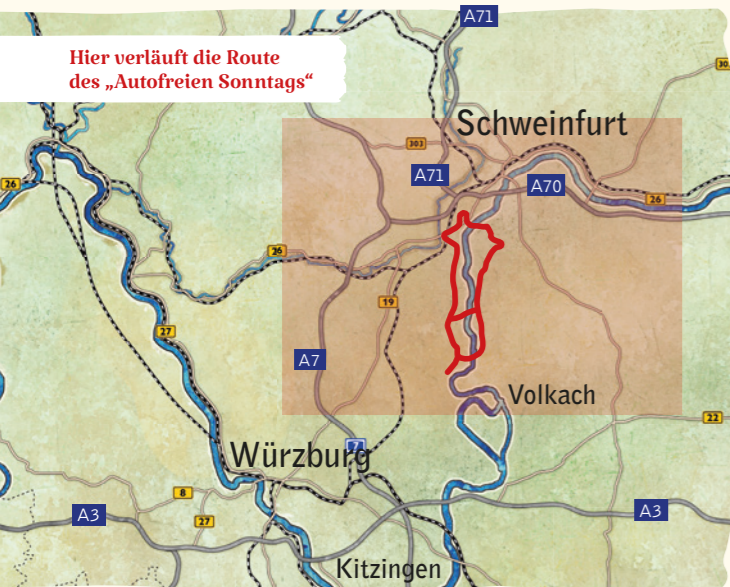 A71
Hier verläuft die Route
des „Autofreien Sonntags“
303
Schweinfurt
303
A71
A70
26
26
26
19
27
A7
Volkach
22
7
Würzburg
8
27
A3
A3
Kitzingen